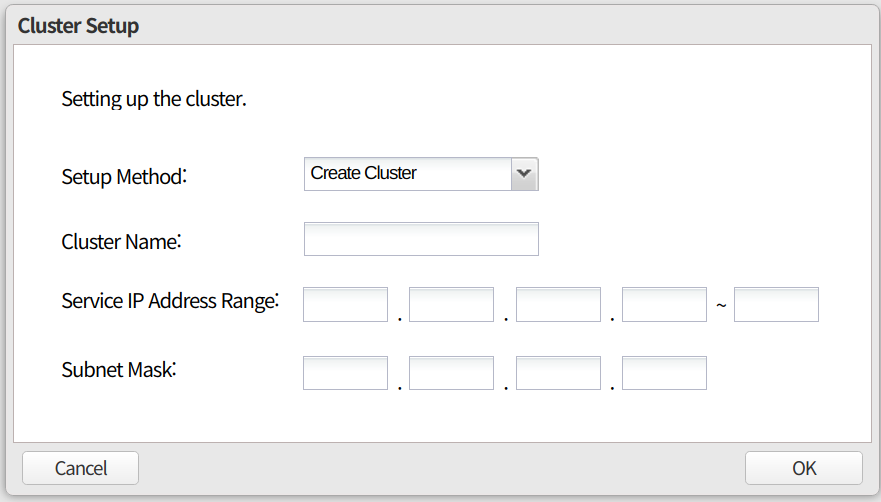 Cluster Setup
Setting up the cluster.
Setup Method: Create Cluster
Cluster Name:
Service IP Address Range: . . . ~
Subnet Mask: . . .
Cancel OK